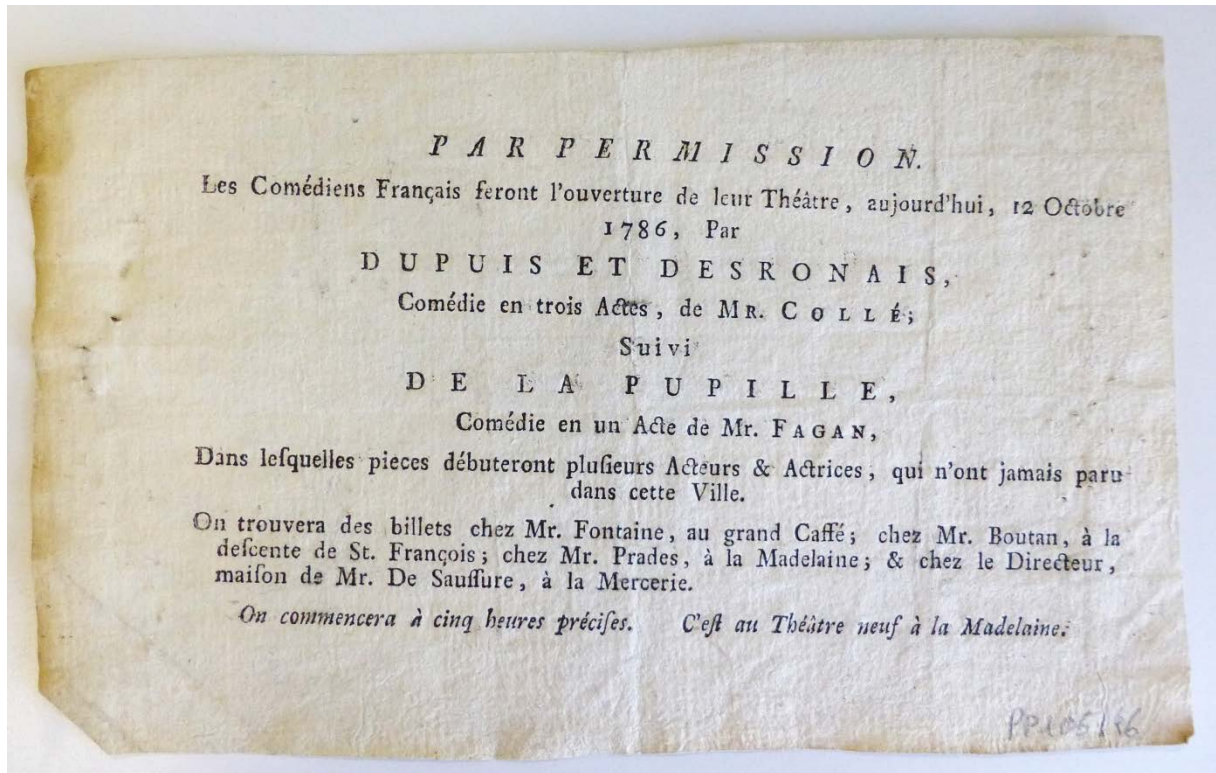 PAR PERMISSION.
Les Comédiens Français feront l'ouverture de leur Théâtre, aujourd'hui, 12 Octobre
1786, Par
DUPUIS ET DESRONAIS,
Comédie en trois Actes, de MR. COLLÉ;
Suivi
DE LA PUPILLE,
Comédie en un Acte de Mr. FAGAN,
Dans leſquelles pieces débuteront pluſieurs Acteurs & Actrices, qui n'ont jamais paru
dans cette Ville.
On trouvera des billets chez Mr. Fontaine, au grand Caffé; chez Mr. Boutan, à la
deſcente de St. François; chez Mr. Prades, à la Madelaine; & chez le Directeur,
maiſon de Mr. De Sauſſure, à la Mercerie.
On commencera à cinq heures préciſes. C'eſt au Théâtre neuf à la Madelaine.